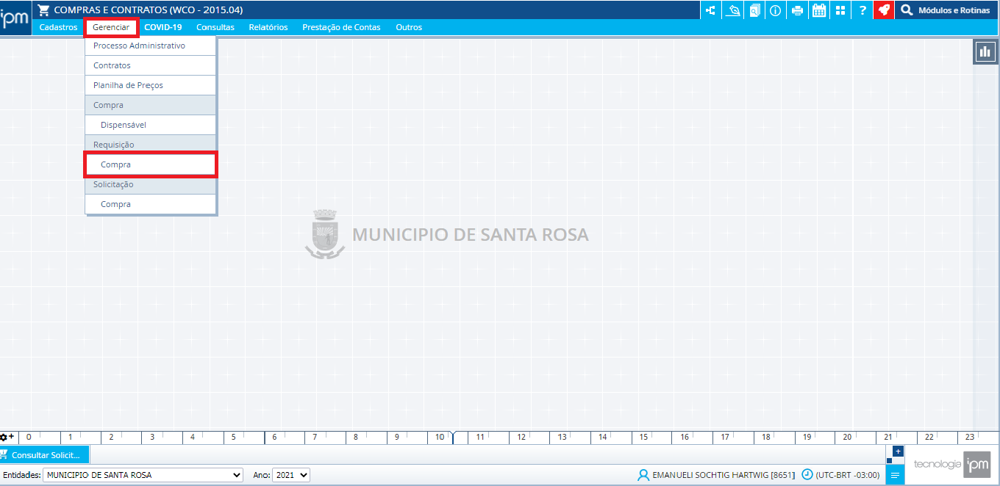 ipm COMPRAS E CONTRATOS (WCO - 2015.04) ? Módulos e Rotinas
Cadastros Gerenciar COVID-19 Consultas Relatórios Prestação de Contas Outros
Processo Administrativo
Contratos
Planilha de Preços
Compra
Dispensável
Requisição
Compra
Solicitação
Compra
MUNICIPIO DE SANTA ROSA
0 1 2 3 4 5 6 7 8 9 10 11 12 13 14 15 16 17 18 19 20 21 22 23
Consultar Solicit...
tecnologia ipm
Entidades: MUNICIPIO DE SANTA ROSA Ano: 2021 EMANUELI SOCHTIG HARTWIG [8651] (UTC-BRT -03:00)